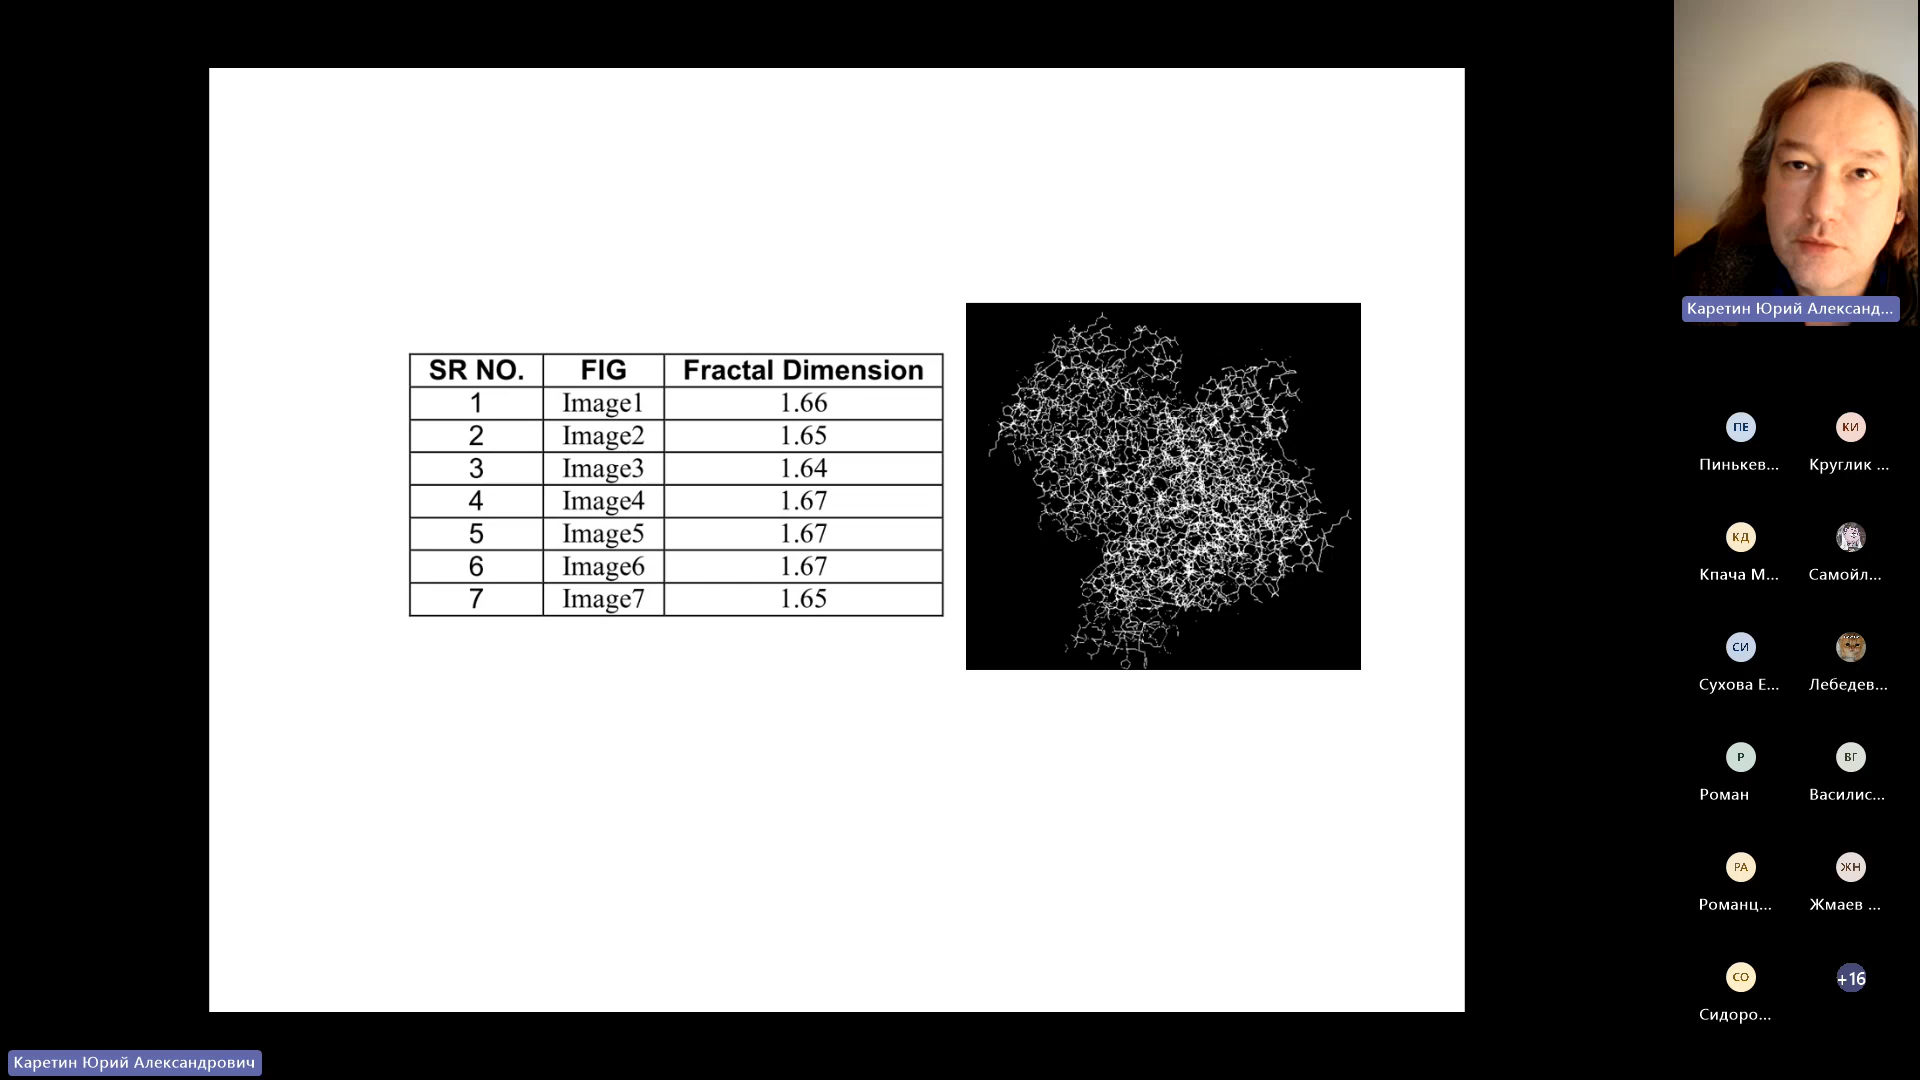 SR NO. FIG Fractal Dimension
1 Image1 1.66
2 Image2 1.65
3 Image3 1.64
4 Image4 1.67
5 Image5 1.67
6 Image6 1.67
7 Image7 1.65
Каретин Юрий Александ...
ПЕ КИ
Пинькев... Круглик ...
КД
Кпача М... Самойл...
СИ
Сухова Е... Лебедев...
Р ВГ
Роман Василис...
РА ЖН
Романц... Жмаев ...
СО +16
Сидоро...
Каретин Юрий Александрович